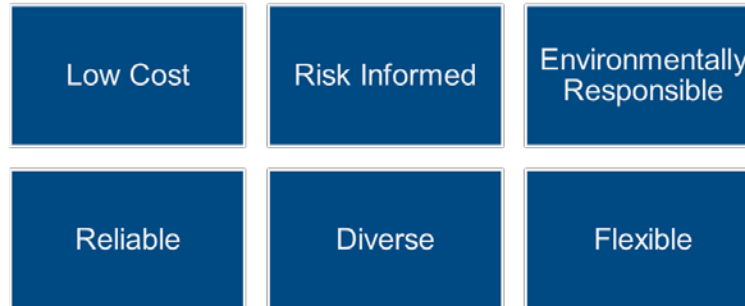 Low Cost
Risk Informed
Environmentally
Responsible
Reliable
Diverse
Flexible